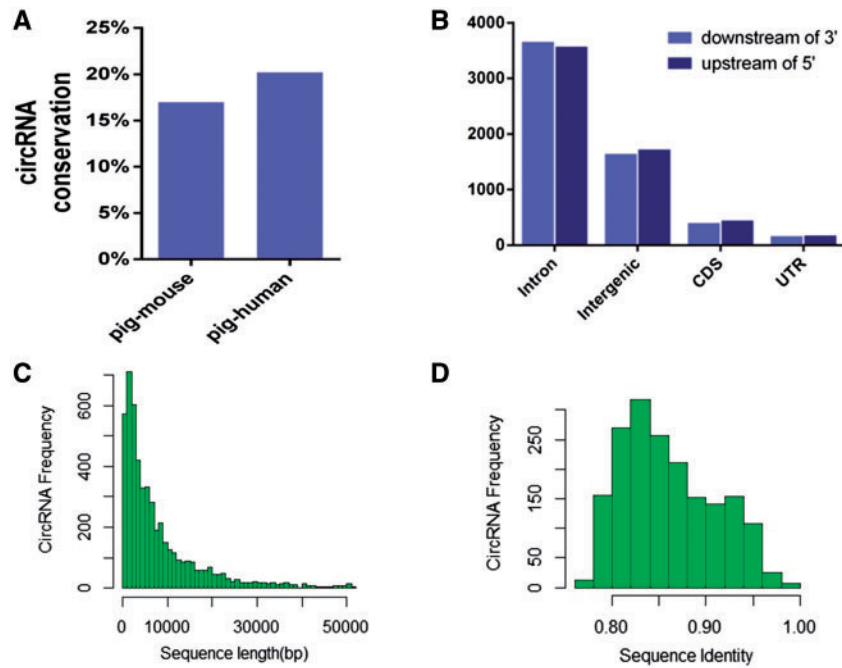 A
circRNA
conservation
25%
20%
15%
10%
5%
0%
pig-mouse
pig-human
B
4000
3000
2000
1000
0
downstream of 3'
upstream of 5'
Intron
Intergenic
CDS
UTR
C
CircRNA Frequency
600
400
200
0
0 10000 30000 50000
Sequence length(bp)
D
CircRNA Frequency
250
150
50
0
0.80 0.90 1.00
Sequence Identity